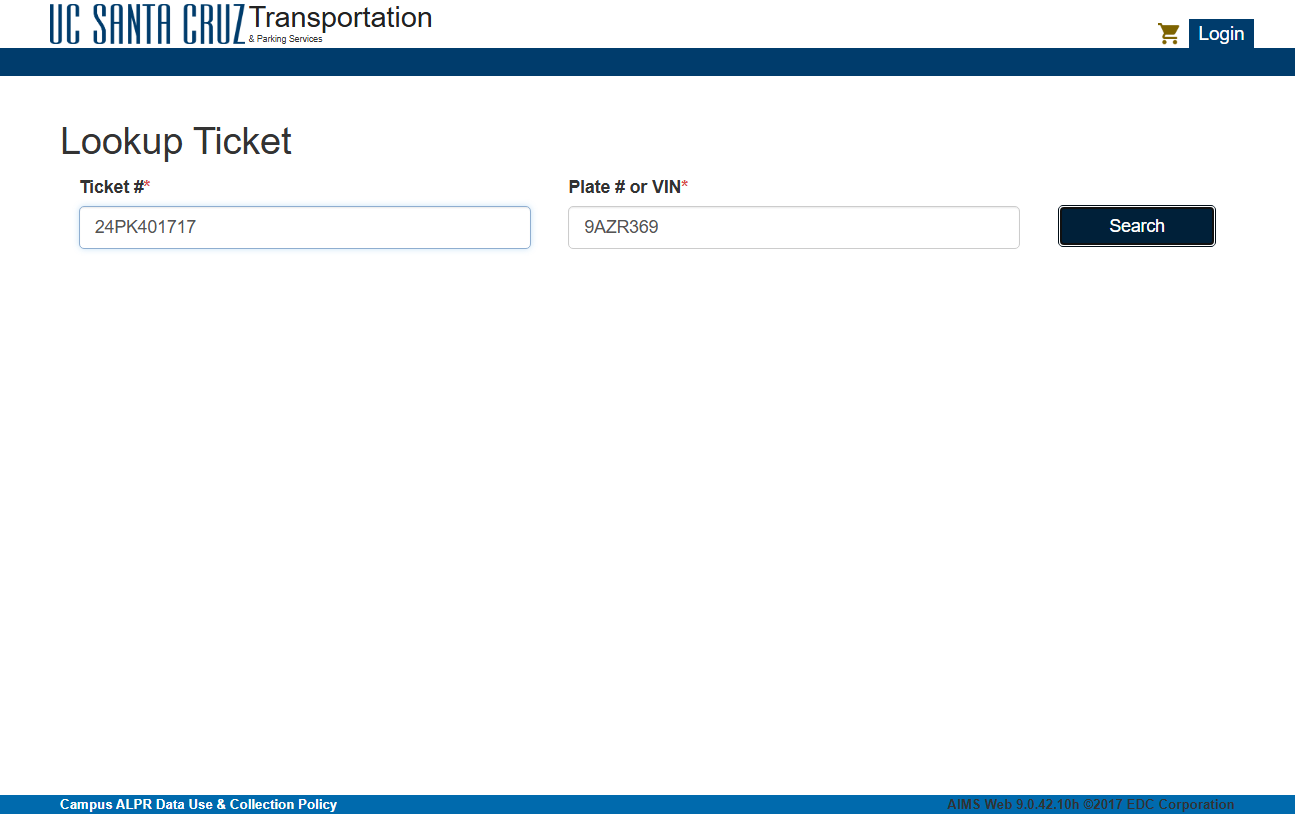 UC SANTA CRUZ Transportation
& Parking Services
Login
Lookup Ticket
Ticket #* Plate # or VIN*
24PK401717 9AZR369 Search
Campus ALPR Data Use & Collection Policy AIMS Web 9.0.42.10h ©2017 EDC Corporation